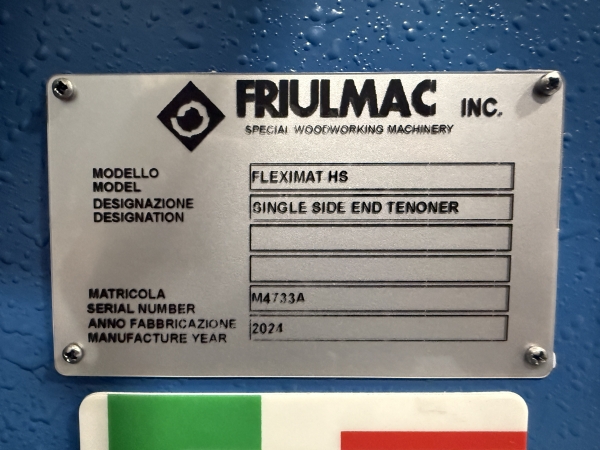 FRIULMAC INC.
SPECIAL WOODWORKING MACHINERY
MODELLO
MODEL
FLEXIMAT HS
DESIGNAZIONE
DESIGNATION
SINGLE SIDE END TENONER
MATRICOLA
SERIAL NUMBER
M4733A
ANNO FABBRICAZIONE
MANUFACTURE YEAR
2024